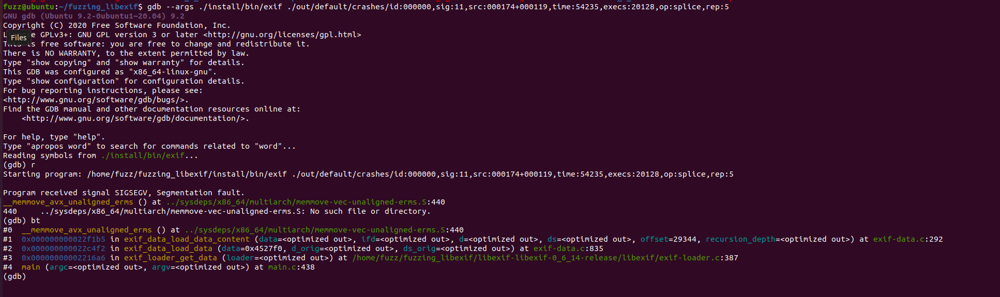 fuzz@ubuntu:~/fuzzing_libexif$ gdb --args ./install/bin/exif ./out/default/crashes/id:000000,sig:11,src:000174+000119,time:54235,execs:20128,op:splice,rep:5
GNU gdb (Ubuntu 9.2-0ubuntu1~20.04) 9.2
Copyright (C) 2020 Free Software Foundation, Inc.
L e GPLv3+: GNU GPL version 3 or later <http://gnu.org/licenses/gpl.html>
Files
This is free software: you are free to change and redistribute it.
There is NO WARRANTY, to the extent permitted by law.
Type "show copying" and "show warranty" for details.
This GDB was configured as "x86_64-linux-gnu".
Type "show configuration" for configuration details.
For bug reporting instructions, please see:
<http://www.gnu.org/software/gdb/bugs/>.
Find the GDB manual and other documentation resources online at:
    <http://www.gnu.org/software/gdb/documentation/>.
For help, type "help".
Type "apropos word" to search for commands related to "word"...
Reading symbols from ./install/bin/exif...
(gdb) r
Starting program: /home/fuzz/fuzzing_libexif/install/bin/exif ./out/default/crashes/id:000000,sig:11,src:000174+000119,time:54235,execs:20128,op:splice,rep:5
Program received signal SIGSEGV, Segmentation fault.
__memmove_avx_unaligned_erms () at ../sysdeps/x86_64/multiarch/memmove-vec-unaligned-erms.S:440
440     ../sysdeps/x86_64/multiarch/memmove-vec-unaligned-erms.S: No such file or directory.
(gdb) bt
#0  __memmove_avx_unaligned_erms () at ../sysdeps/x86_64/multiarch/memmove-vec-unaligned-erms.S:440
#1  0x000000000022f1b5 in exif_data_load_data_content (data=<optimized out>, ifd=<optimized out>, d=<optimized out>, ds=<optimized out>, offset=29344, recursion_depth=<optimized out>) at exif-data.c:292
#2  0x000000000022c4f2 in exif_data_load_data (data=0x4527f0, d_orig=<optimized out>, ds_orig=<optimized out>) at exif-data.c:835
#3  0x00000000002216a6 in exif_loader_get_data (loader=<optimized out>) at /home/fuzz/fuzzing_libexif/libexif-libexif-0_6_14-release/libexif/exif-loader.c:387
#4  main (argc=<optimized out>, argv=<optimized out>) at main.c:438
(gdb)